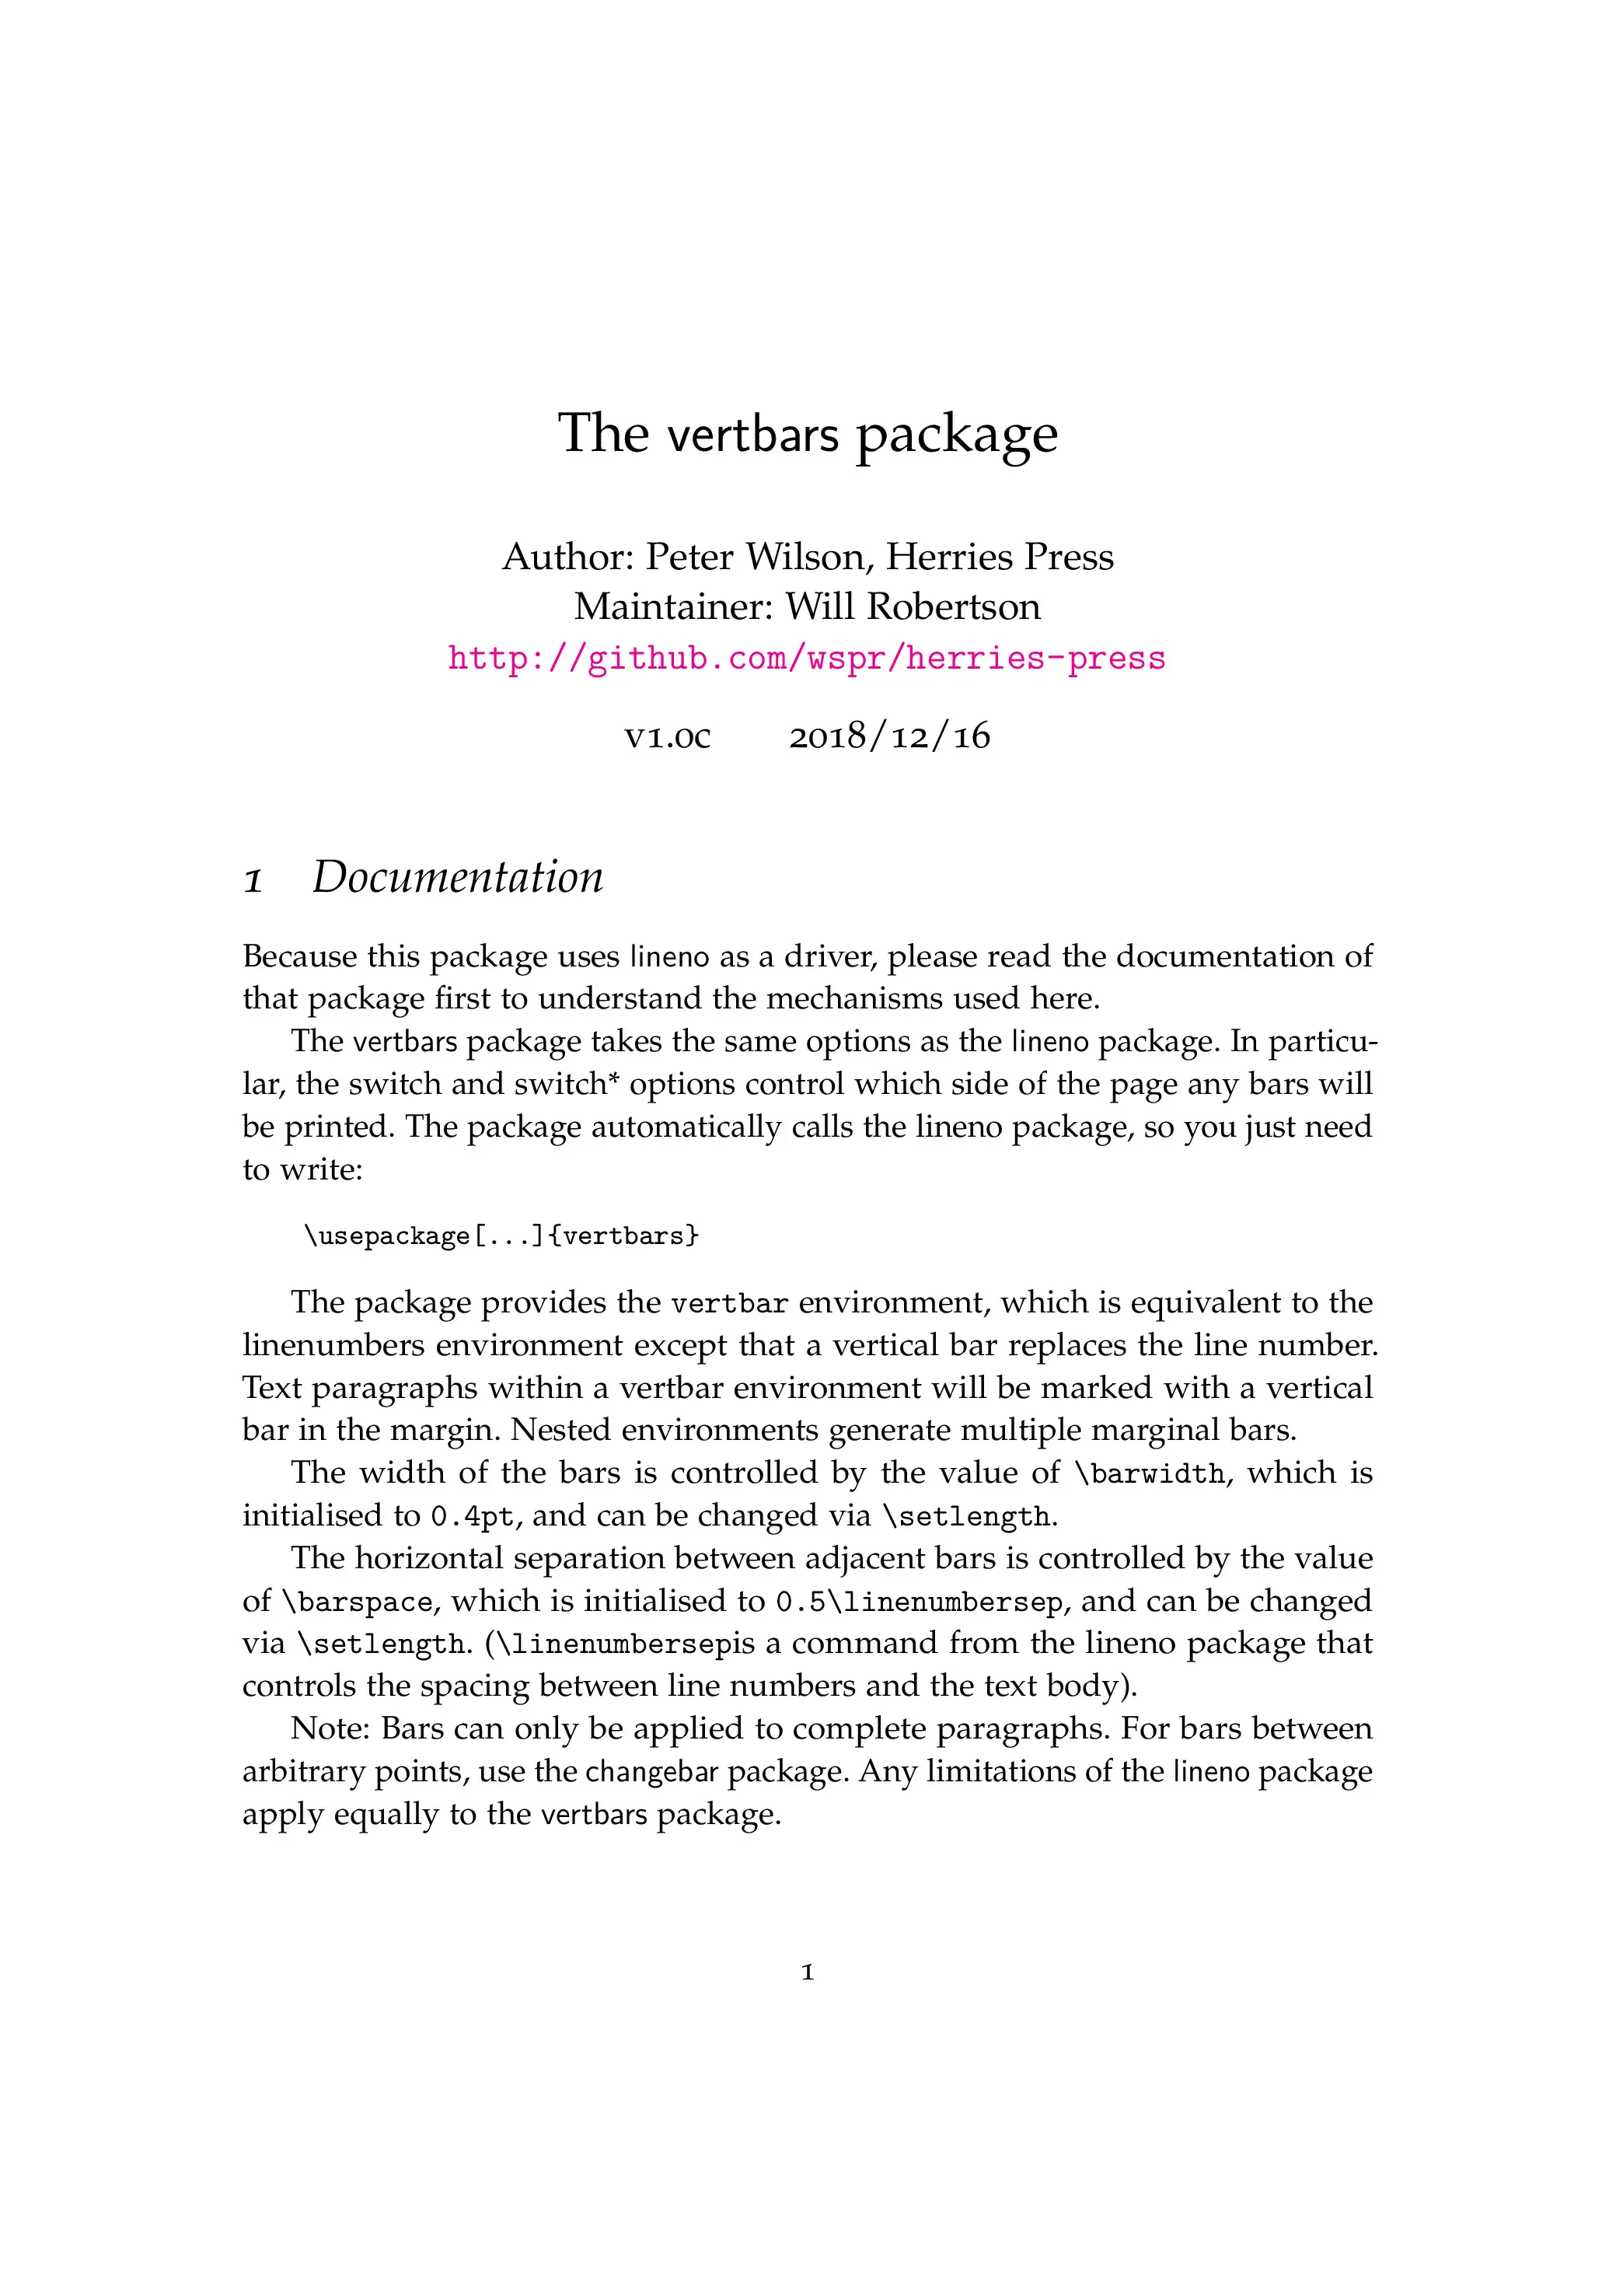 The vertbars package
Author: Peter Wilson, Herries Press
Maintainer: Will Robertson
http://github.com/wspr/herries-press
v1.0c 2018/12/16
1 Documentation
Because this package uses lineno as a driver, please read the documentation of
that package first to understand the mechanisms used here.
The vertbars package takes the same options as the lineno package. In particu-
lar, the switch and switch* options control which side of the page any bars will
be printed. The package automatically calls the lineno package, so you just need
to write:
\usepackage[...]{vertbars}
The package provides the vertbar environment, which is equivalent to the
linenumbers environment except that a vertical bar replaces the line number.
Text paragraphs within a vertbar environment will be marked with a vertical
bar in the margin. Nested environments generate multiple marginal bars.
The width of the bars is controlled by the value of \barwidth, which is
initialised to 0.4pt, and can be changed via \setlength.
The horizontal separation between adjacent bars is controlled by the value
of \barspace, which is initialised to 0.5\linenumbersep, and can be changed
via \setlength. (\linenumbersepis a command from the lineno package that
controls the spacing between line numbers and the text body).
Note: Bars can only be applied to complete paragraphs. For bars between
arbitrary points, use the changebar package. Any limitations of the lineno package
apply equally to the vertbars package.
1